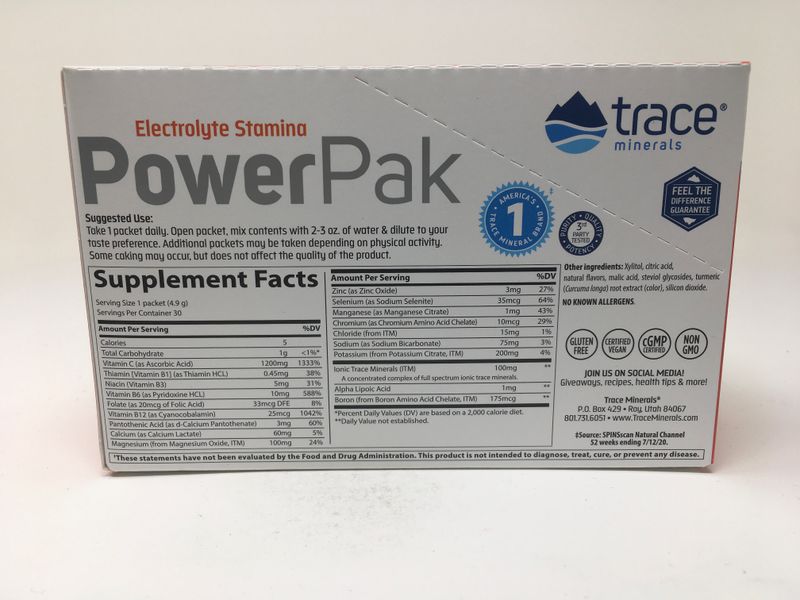 Electrolyte Stamina
PowerPak
trace®
minerals
AMERICA'S
1
TRACE MINERAL BRAND
‡
PURITY • QUALITY
3rd
PARTY
TESTED
POTENCY
FEEL THE
DIFFERENCE
GUARANTEE
Suggested Use:
Take 1 packet daily. Open packet, mix contents with 2-3 oz. of water & dilute to your
taste preference. Additional packets may be taken depending on physical activity.
Some caking may occur, but does not affect the quality of the product.
Supplement Facts
Serving Size 1 packet (4.9 g)
Servings Per Container 30
Amount Per Serving %DV
Calories 5
Total Carbohydrate 1g <1%*
Vitamin C (as Ascorbic Acid) 1200mg 1333%
Thiamin [Vitamin B1] (as Thiamin HCL) 0.45mg 38%
Niacin (Vitamin B3) 5mg 31%
Vitamin B6 (as Pyridoxine HCL) 10mg 588%
Folate (as 20mcg of Folic Acid) 33mcg DFE 8%
Vitamin B12 (as Cyanocobalamin) 25mcg 1042%
Pantothenic Acid (as d-Calcium Pantothenate) 3mg 60%
Calcium (as Calcium Lactate) 60mg 5%
Magnesium (from Magnesium Oxide, ITM) 100mg 24%
Amount Per Serving %DV
Zinc (as Zinc Oxide) 3mg 27%
Selenium (as Sodium Selenite) 35mcg 64%
Manganese (as Manganese Citrate) 1mg 43%
Chromium (as Chromium Amino Acid Chelate) 10mcg 29%
Chloride (from ITM) 15mg 1%
Sodium (as Sodium Bicarbonate) 75mg 3%
Potassium (from Potassium Citrate, ITM) 200mg 4%
Ionic Trace Minerals (ITM) 100mg **
A concentrated complex of full spectrum ionic trace minerals.
Alpha Lipoic Acid 1mg **
Boron (from Boron Amino Acid Chelate, ITM) 175mcg **
*Percent Daily Values (DV) are based on a 2,000 calorie diet.
**Daily Value not established.
Other ingredients: Xylitol, citric acid,
natural flavors, malic acid, steviol glycosides, turmeric
(Curcuma longa) root extract (color), silicon dioxide.
NO KNOWN ALLERGENS.
GLUTEN
FREE
CERTIFIED
VEGAN
cGMP
CERTIFIED
NON
GMO
JOIN US ON SOCIAL MEDIA!
Giveaways, recipes, health tips & more!
Trace Minerals®
P.O. Box 429 • Roy, Utah 84067
801.731.6051 • www.TraceMinerals.com
‡Source: SPINSscan Natural Channel
52 weeks ending 7/12/20.
†These statements have not been evaluated by the Food and Drug Administration. This product is not intended to diagnose, treat, cure, or prevent any disease.